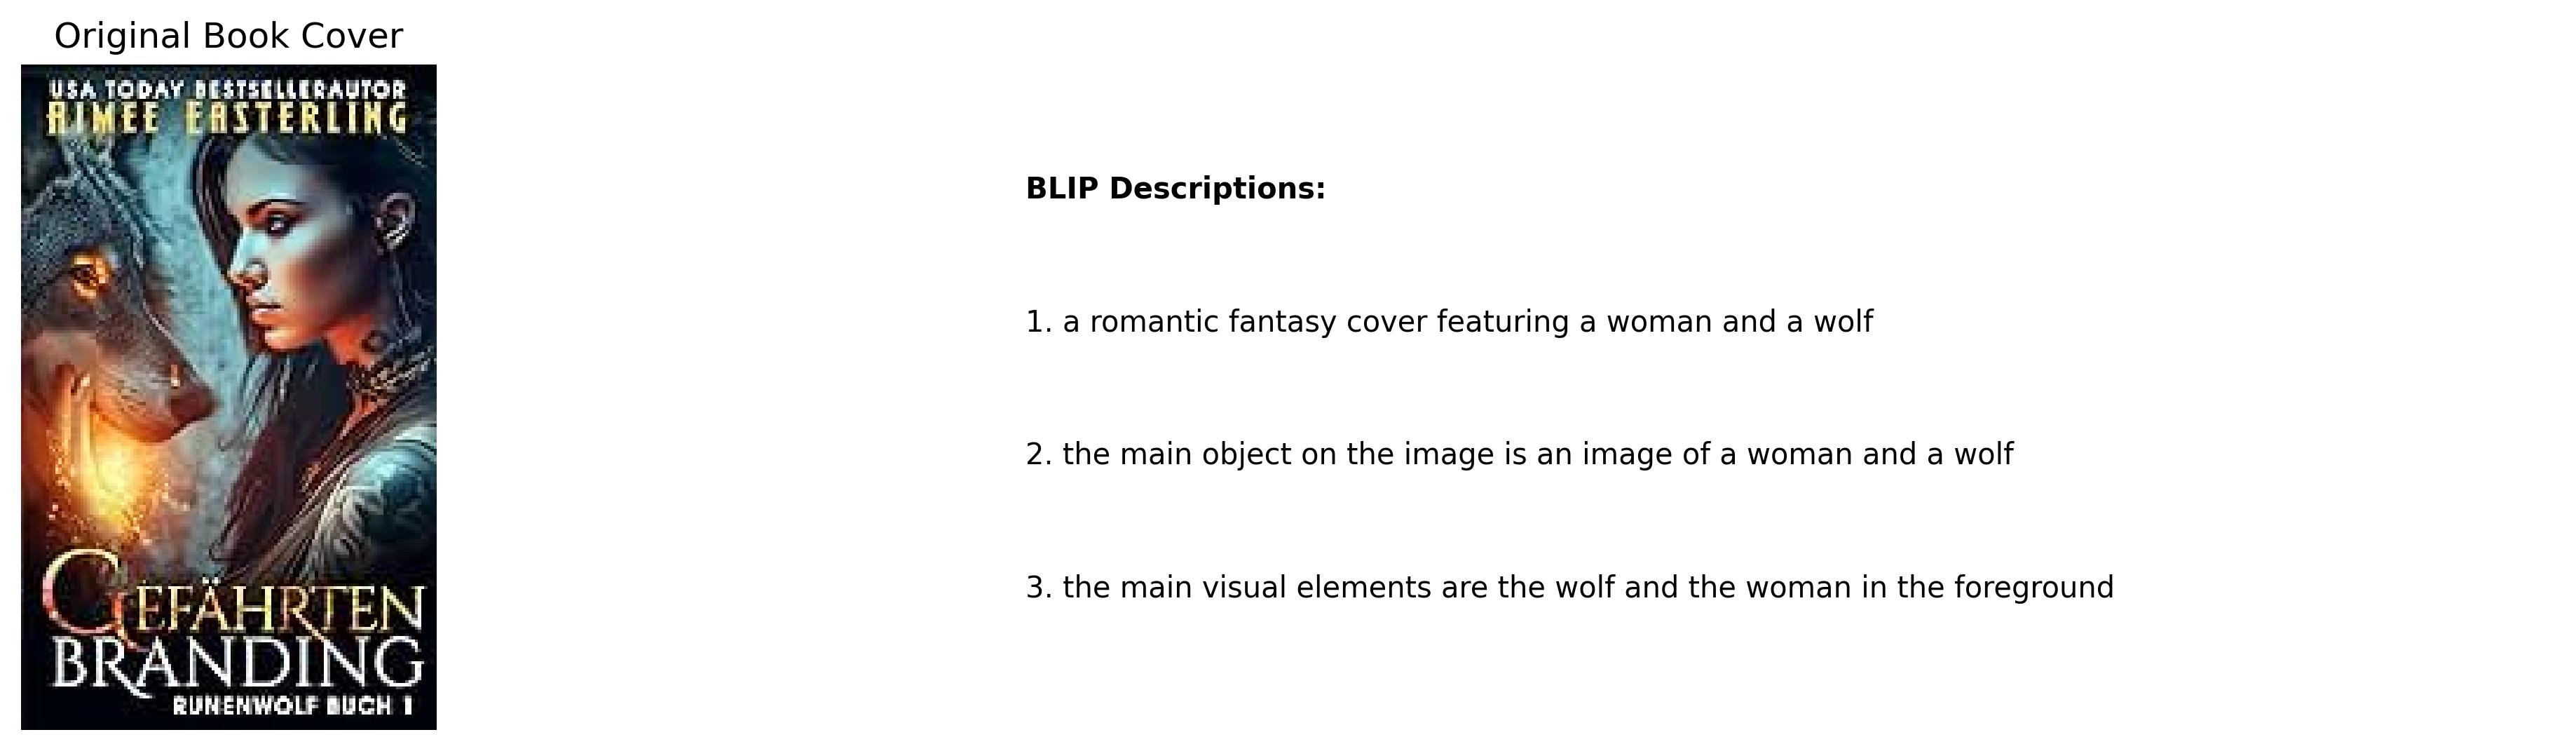 Original Book Cover
USA TODAY BESTSELLERAUTOR
AIMEE EASTERLING
GEFÄHRTEN
BRANDING
RUNENWOLF BUCH 1
BLIP Descriptions:
1. a romantic fantasy cover featuring a woman and a wolf
2. the main object on the image is an image of a woman and a wolf
3. the main visual elements are the wolf and the woman in the foreground